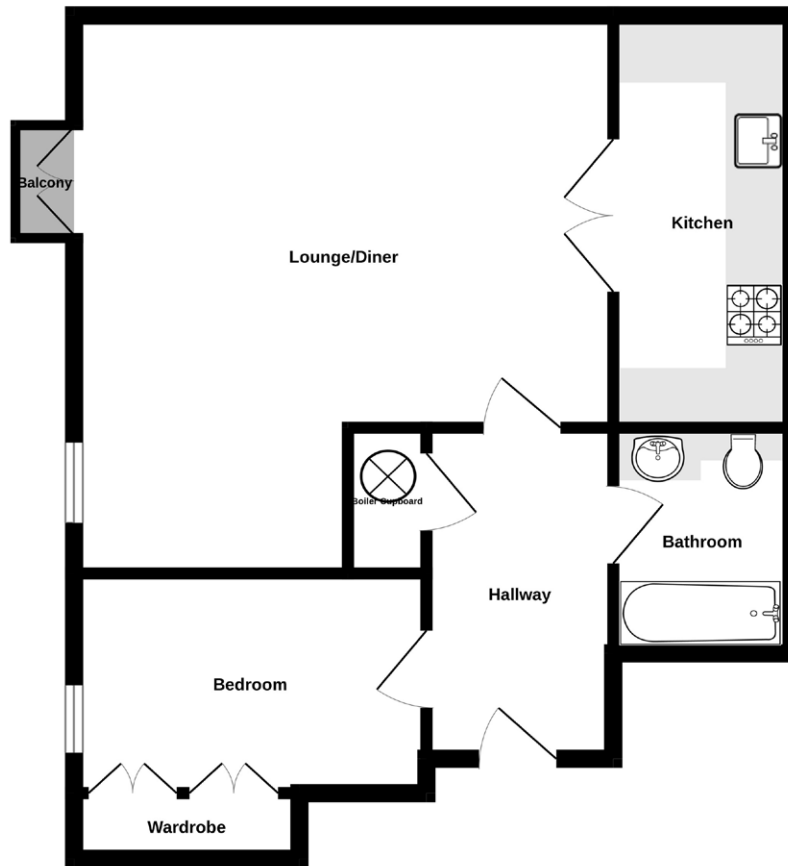 Balcony
Kitchen
Lounge/Diner
Boiler Cupboard
Bathroom
Hallway
Bedroom
Wardrobe